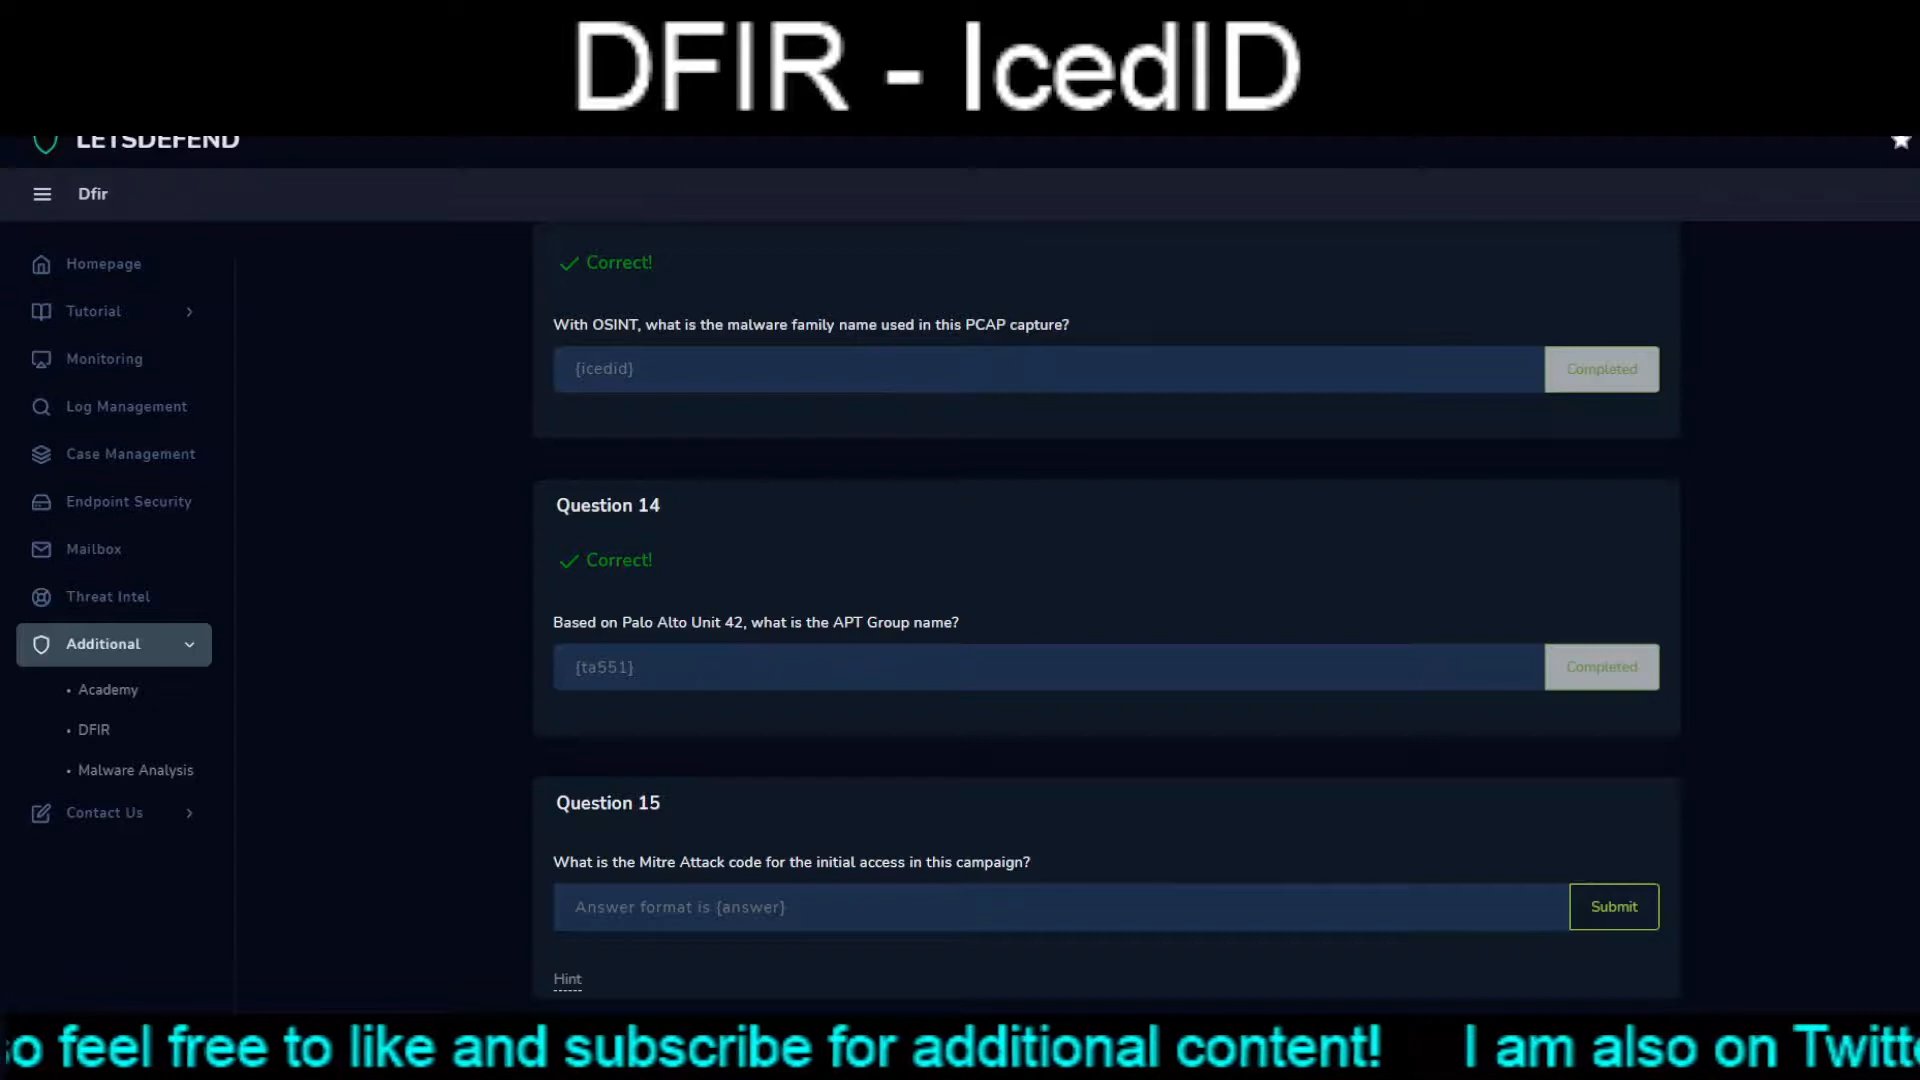 DFIR - IcedID
LETSDEFEND
Dfir
Homepage
Tutorial
Monitoring
Log Management
Case Management
Endpoint Security
Mailbox
Threat Intel
Additional
• Academy
• DFIR
• Malware Analysis
Contact Us
Correct!
With OSINT, what is the malware family name used in this PCAP capture?
{icedid} Completed
Question 14
Correct!
Based on Palo Alto Unit 42, what is the APT Group name?
{ta551} Completed
Question 15
What is the Mitre Attack code for the initial access in this campaign?
Answer format is {answer} Submit
Hint
so feel free to like and subscribe for additional content! I am also on Twitte